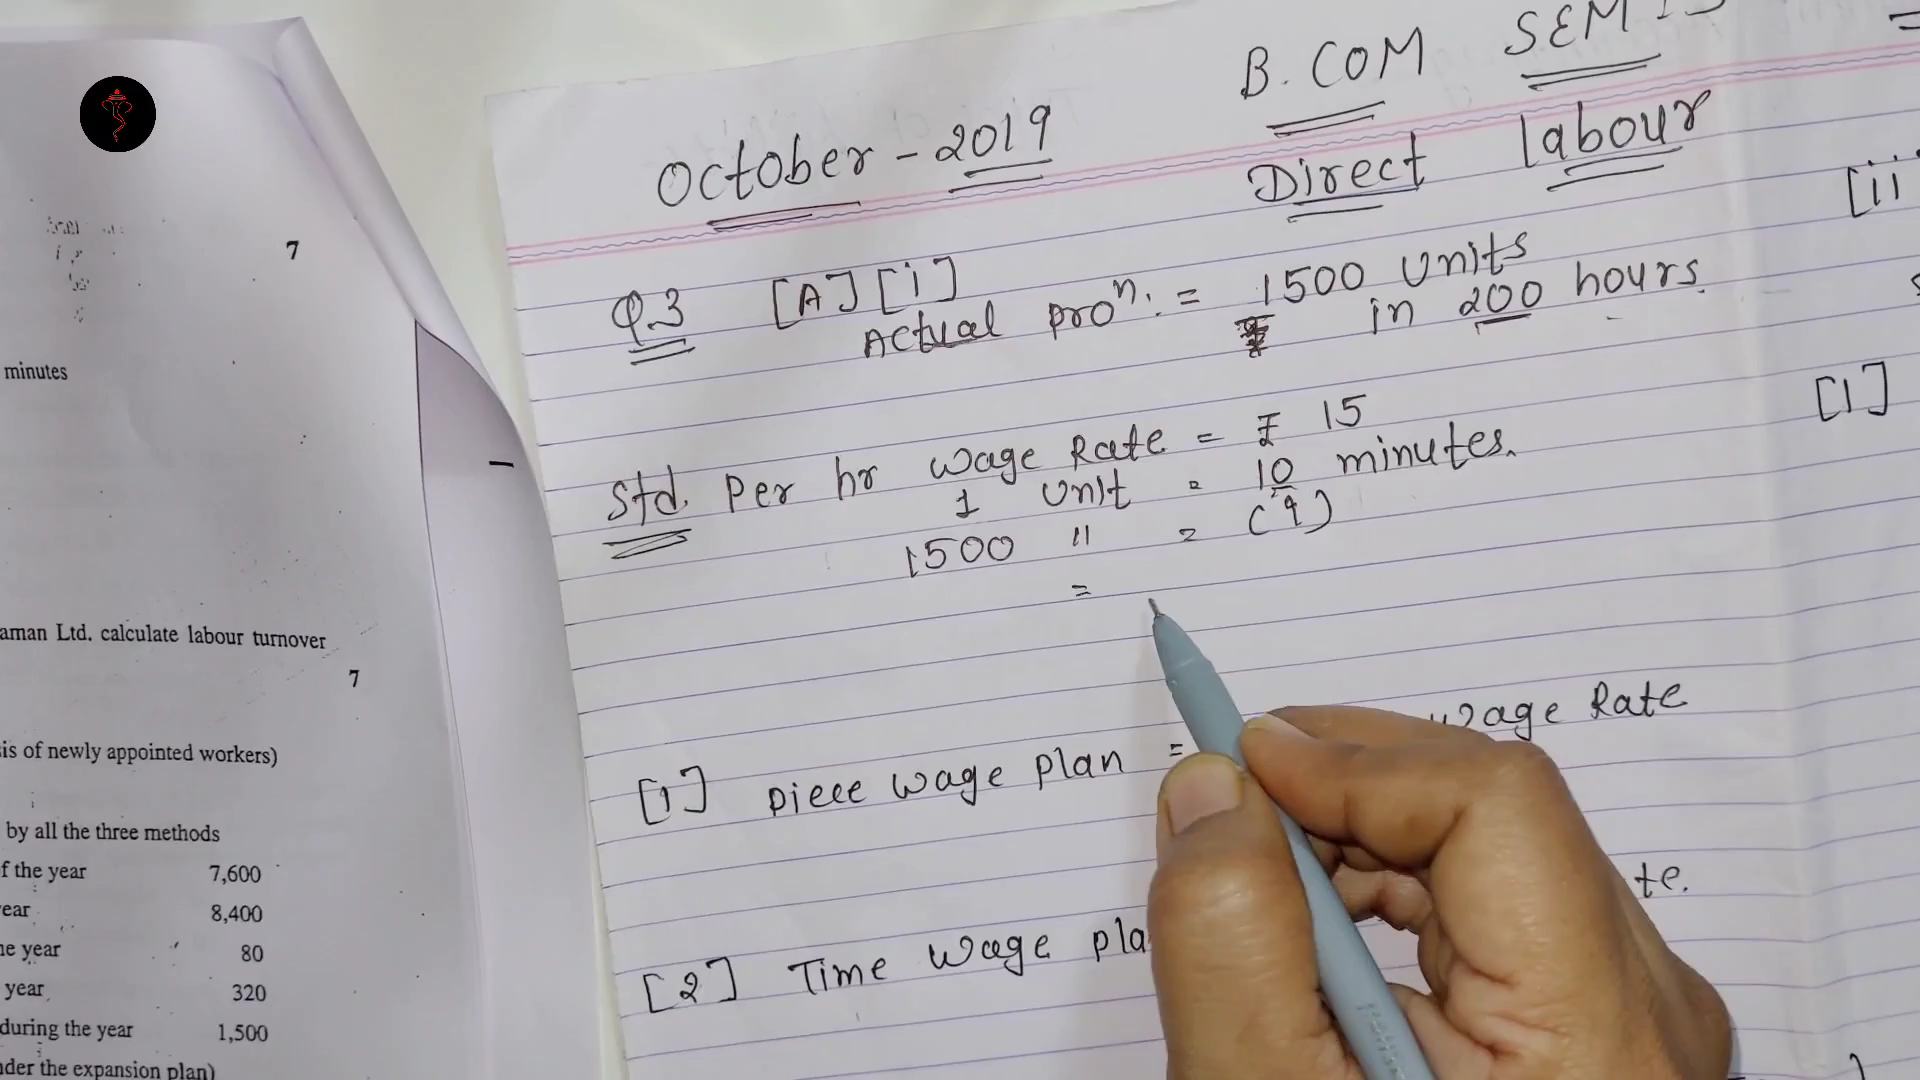 7
minutes
aman Ltd. calculate labour turnover
7
is of newly appointed workers)
by all the three methods
f the year 7,600
ear 8,400
he year 80
year 320
during the year 1,500
nder the expansion plan)
B. COM SEM
October - 2019
Direct Labour
Q.3 [A] [i]
Actual proⁿ. = 1500 Units
in 200 hours.
Std. Per hr wage Rate = ₹ 15
1 Unit = 10 minutes.
1500 " = (?)
=
[1] Piece wage plan = wage Rate
te.
[2] Time wage pla
[ii
[1]